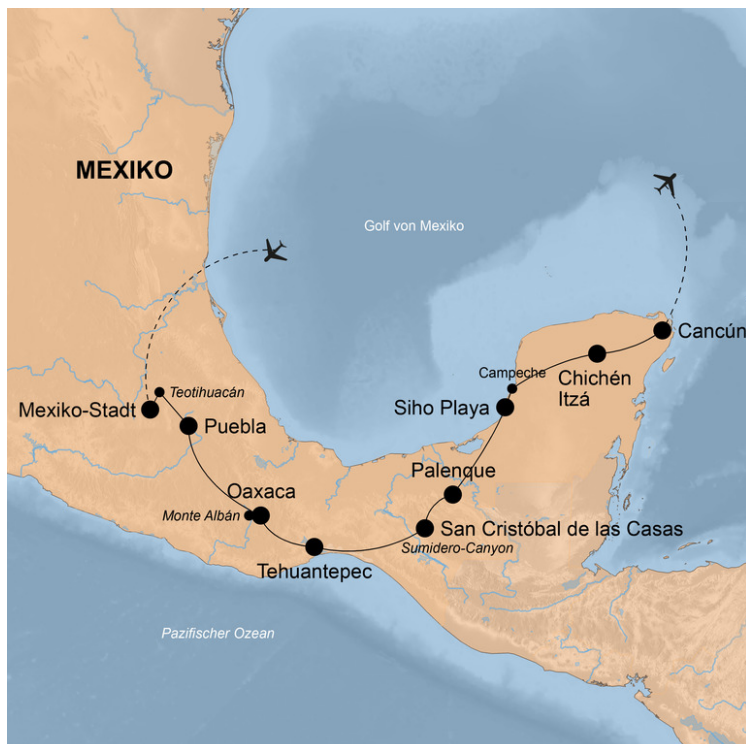 MEXIKO
Golf von Mexiko
Cancún
Campeche
Chichén
Itzá
Teotihuacán
Mexiko-Stadt
Siho Playa
Puebla
Palenque
Oaxaca
Monte Albán
San Cristóbal de las Casas
Sumidero-Canyon
Tehuantepec
Pazifischer Ozean